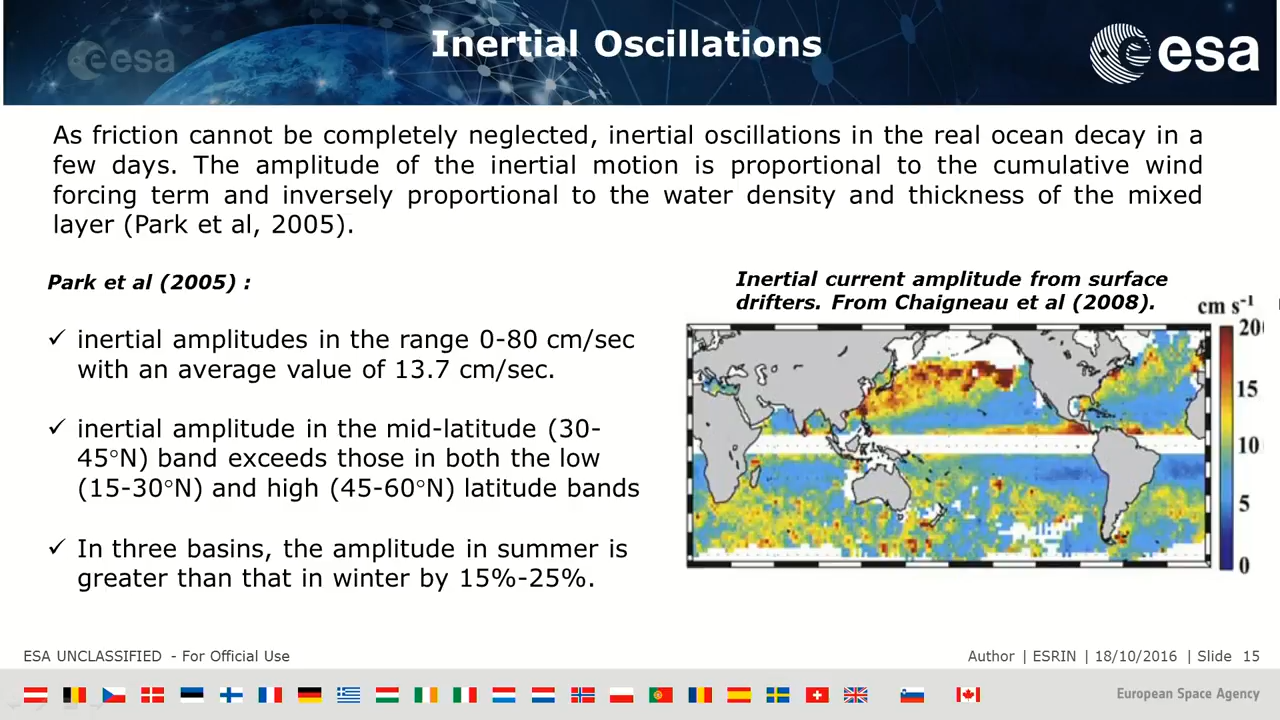 esa
Inertial Oscillations
esa
As friction cannot be completely neglected, inertial oscillations in the real ocean decay in a
few days. The amplitude of the inertial motion is proportional to the cumulative wind
forcing term and inversely proportional to the water density and thickness of the mixed
layer (Park et al, 2005).
Park et al (2005) :
✓ inertial amplitudes in the range 0-80 cm/sec
with an average value of 13.7 cm/sec.
✓ inertial amplitude in the mid-latitude (30-
45°N) band exceeds those in both the low
(15-30°N) and high (45-60°N) latitude bands
✓ In three basins, the amplitude in summer is
greater than that in winter by 15%-25%.
Inertial current amplitude from surface
drifters. From Chaigneau et al (2008).
cm s⁻¹
20
15
10
5
0
ESA UNCLASSIFIED - For Official Use
Author | ESRIN | 18/10/2016 | Slide 15
European Space Agency